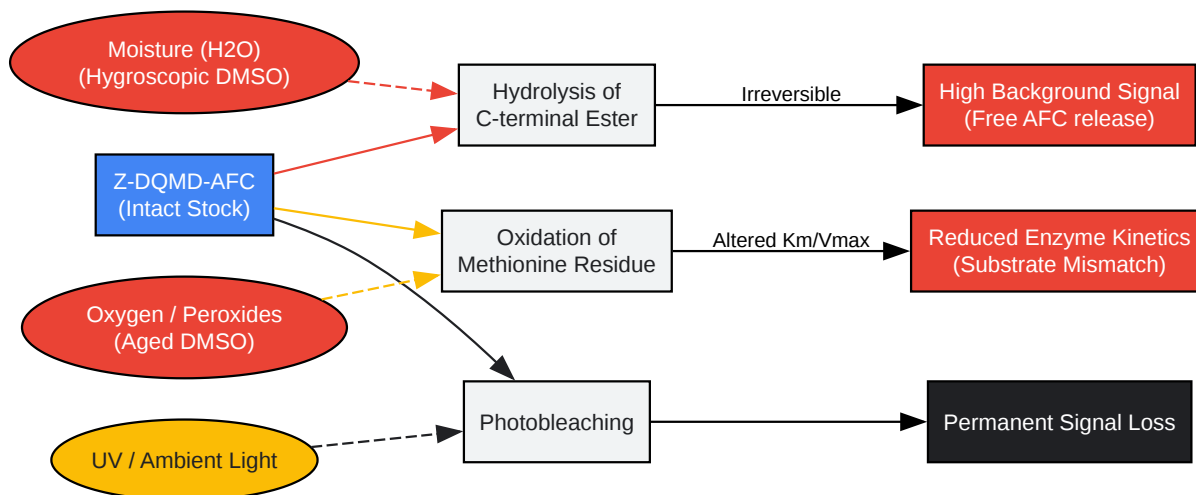 Moisture (H2O)
(Hygroscopic DMSO)
Hydrolysis of
C-terminal Ester
Irreversible
High Background Signal
(Free AFC release)
Z-DQMD-AFC
(Intact Stock)
Oxidation of
Methionine Residue
Altered Km/Vmax
Reduced Enzyme Kinetics
(Substrate Mismatch)
Oxygen / Peroxides
(Aged DMSO)
Photobleaching
Permanent Signal Loss
UV / Ambient Light